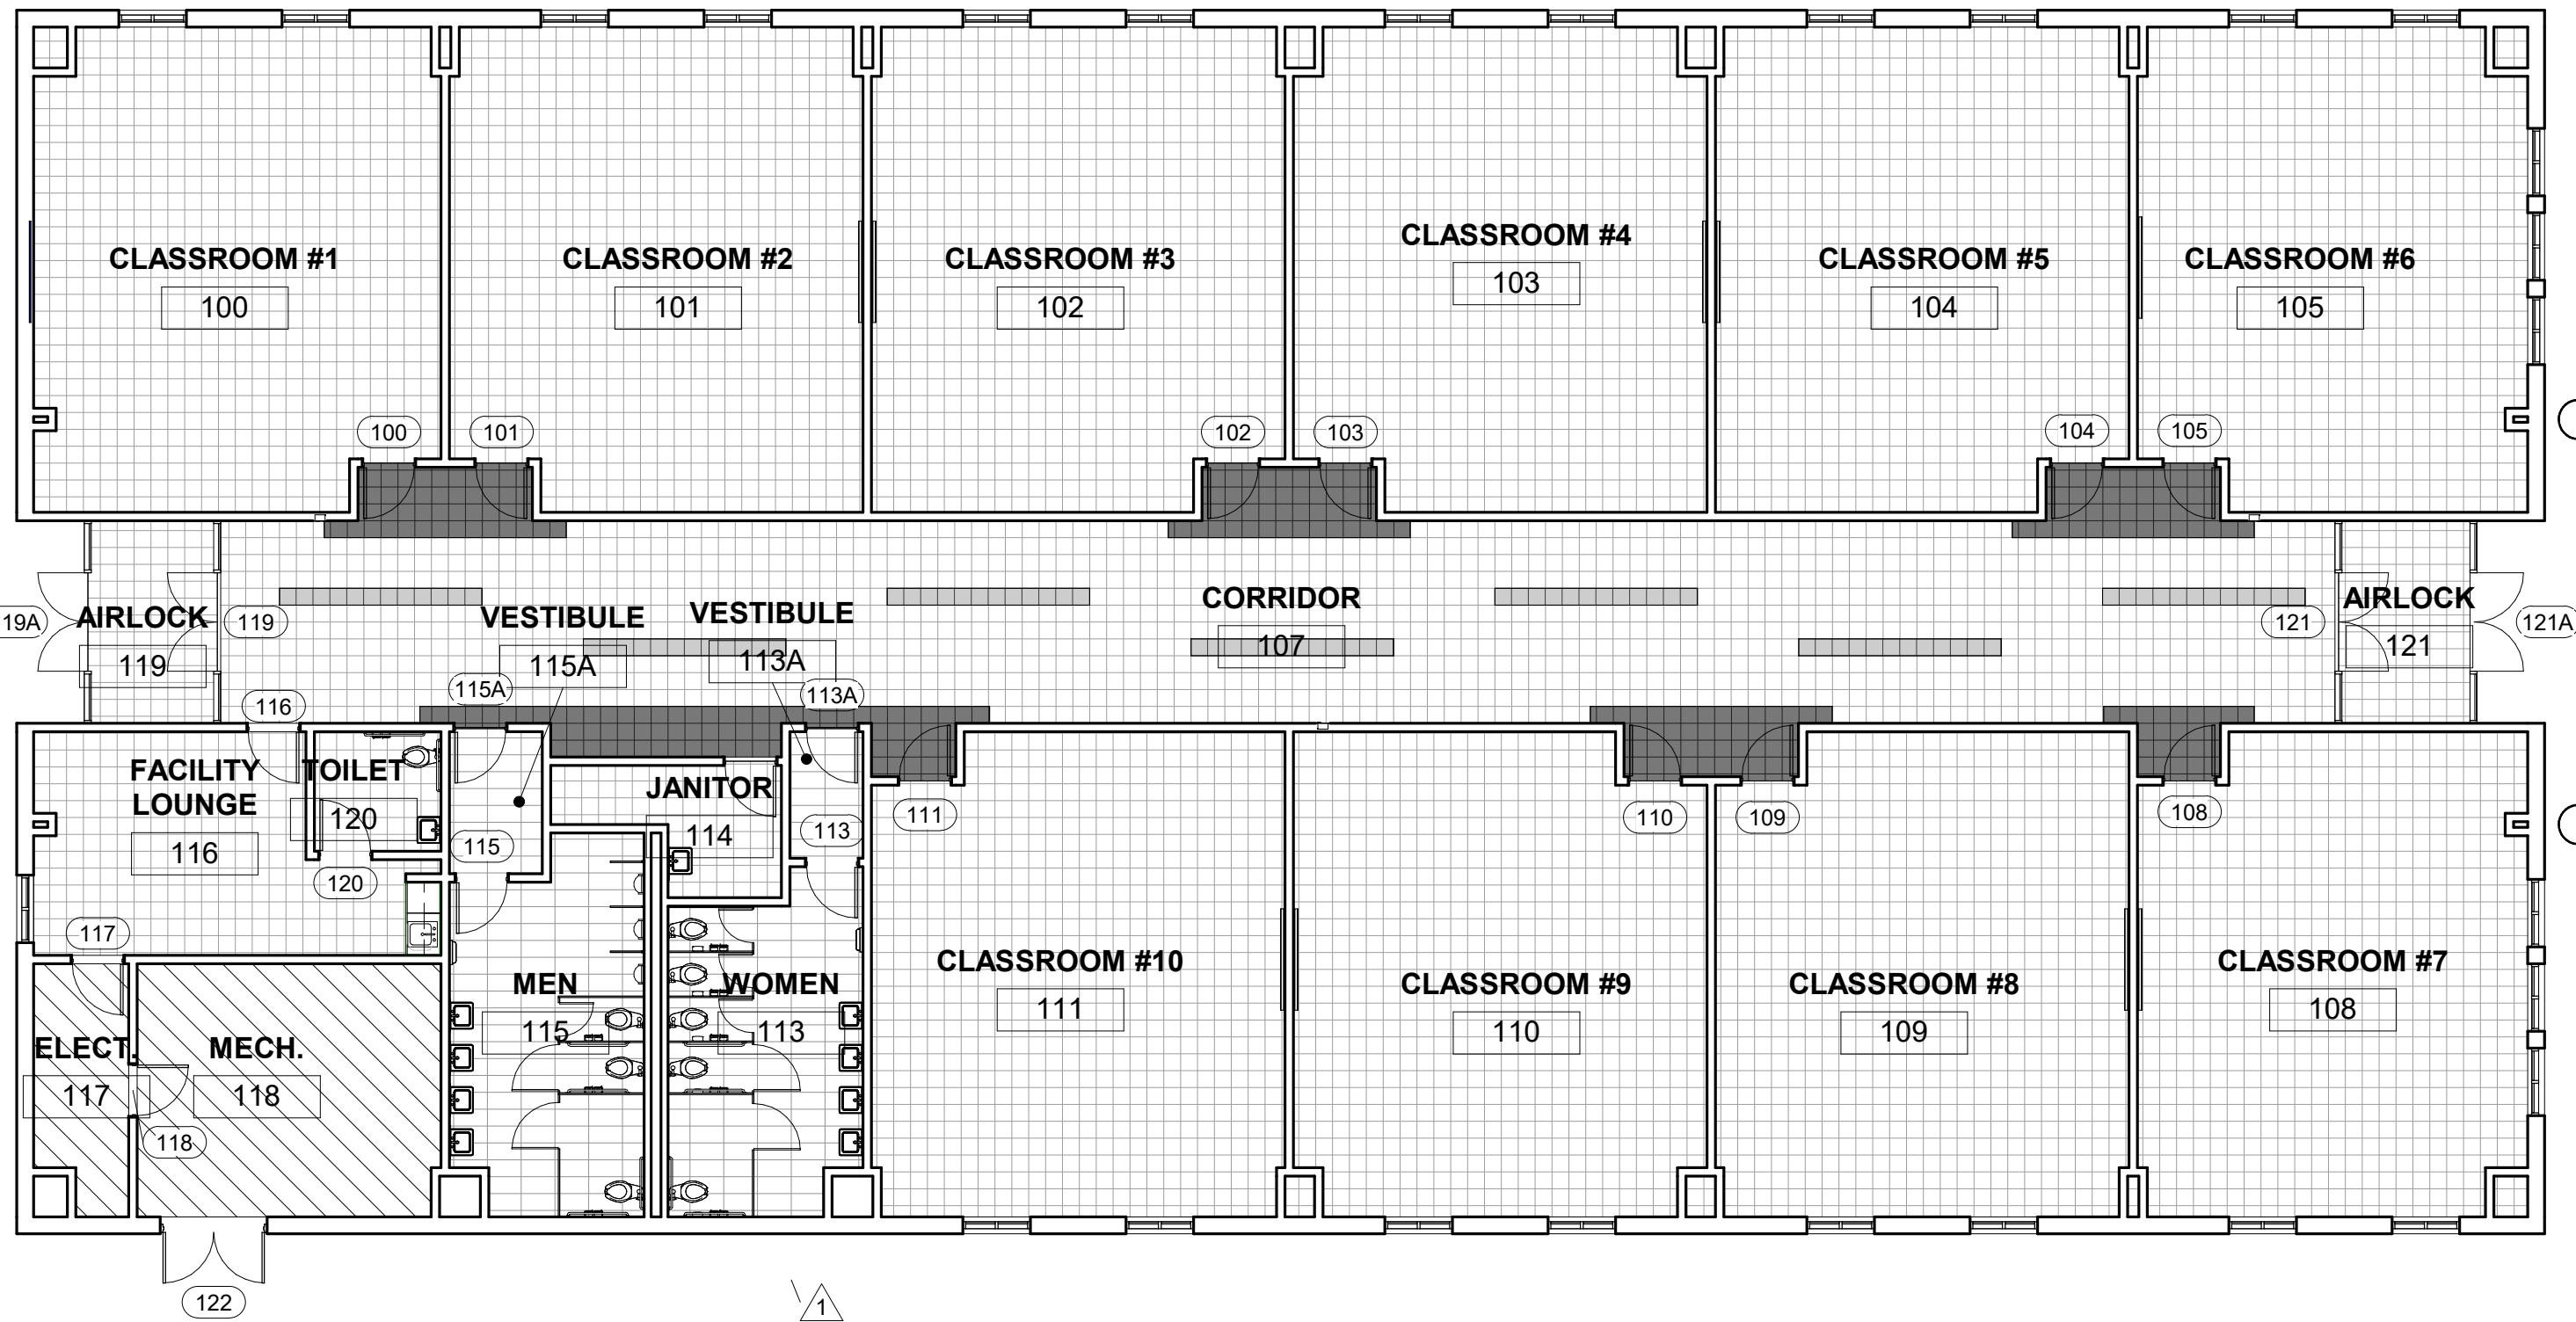 CLASSROOM #1
100
CLASSROOM #2
101
CLASSROOM #3
102
CLASSROOM #4
103
CLASSROOM #5
104
CLASSROOM #6
105
100
101
102
103
104
105
19A
AIRLOCK
119
119
VESTIBULE
115A
VESTIBULE
113A
CORRIDOR
107
121
AIRLOCK
121
121A
116
115A
113A
FACILITY
LOUNGE
116
TOILET
120
120
115
JANITOR
114
113
111
110
109
108
117
ELECT.
117
MECH.
118
118
MEN
115
WOMEN
113
CLASSROOM #10
111
CLASSROOM #9
110
CLASSROOM #8
109
CLASSROOM #7
108
122
1